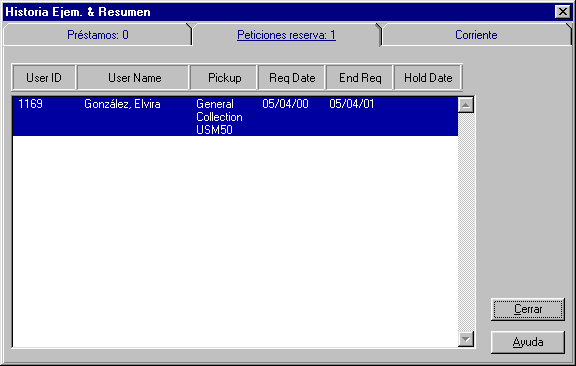 Historia Ejem. & Resumen
Préstamos: 0 Peticiones reserva: 1 Corriente
User ID User Name Pickup Req Date End Req Hold Date
1169 González, Elvira General 05/04/00 05/04/01
Collection
USM50
Cerrar
Ayuda